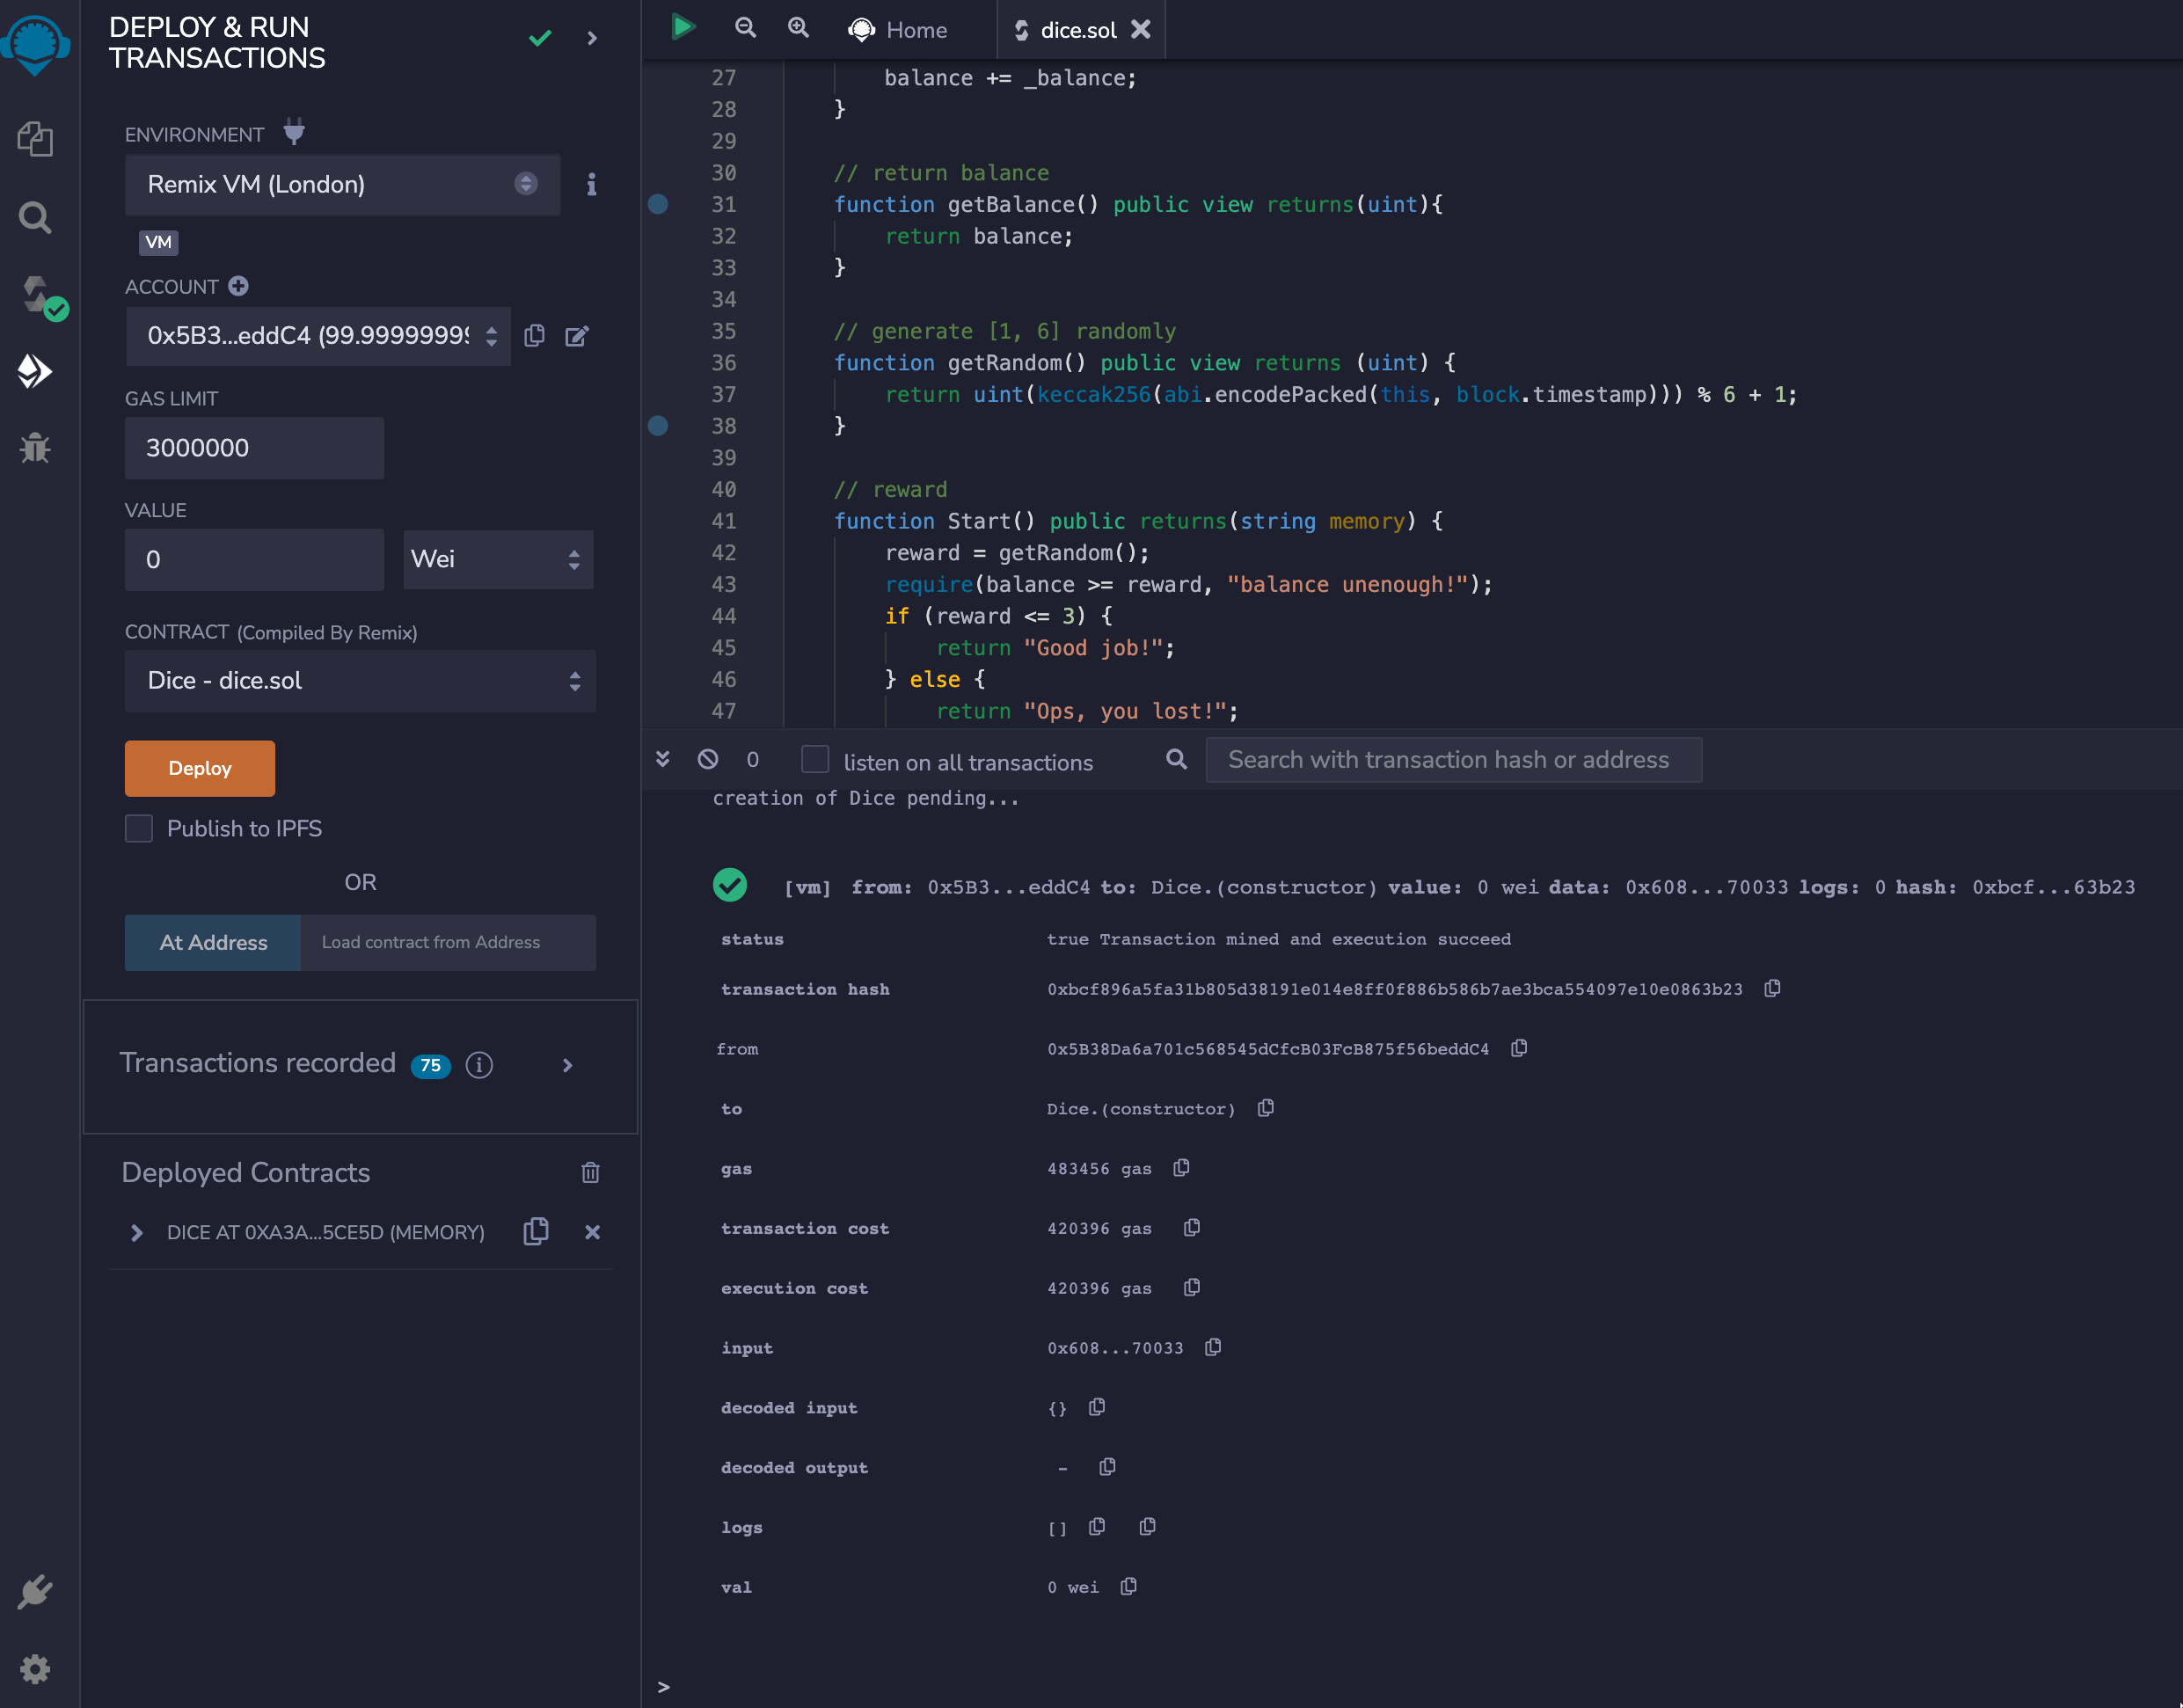 DEPLOY & RUN
TRANSACTIONS
ENVIRONMENT
Remix VM (London)
VM
ACCOUNT
0x5B3...eddC4 (99.99999999
GAS LIMIT
3000000
VALUE
0
Wei
CONTRACT (Compiled By Remix)
Dice - dice.sol
Deploy
Publish to IPFS
OR
At Address
Load contract from Address
Transactions recorded 75
Deployed Contracts
DICE AT 0XA3A...5CE5D (MEMORY)
Home
dice.sol
27 balance += _balance;
28 }
29
30 // return balance
31 function getBalance() public view returns(uint){
32 return balance;
33 }
34
35 // generate [1, 6] randomly
36 function getRandom() public view returns (uint) {
37 return uint(keccak256(abi.encodePacked(this, block.timestamp))) % 6 + 1;
38 }
39
40 // reward
41 function Start() public returns(string memory) {
42 reward = getRandom();
43 require(balance >= reward, "balance unenough!");
44 if (reward <= 3) {
45 return "Good job!";
46 } else {
47 return "Ops, you lost!";
0 listen on all transactions
Search with transaction hash or address
creation of Dice pending...
[vm] from: 0x5B3...eddC4 to: Dice.(constructor) value: 0 wei data: 0x608...70033 logs: 0 hash: 0xbcf...63b23
status true Transaction mined and execution succeed
transaction hash 0xbcf896a5fa31b805d38191e014e8ff0f886b586b7ae3bca554097e10e0863b23
from 0x5B38Da6a701c568545dCfcB03FcB875f56beddC4
to Dice.(constructor)
gas 483456 gas
transaction cost 420396 gas
execution cost 420396 gas
input 0x608...70033
decoded input {}
decoded output -
logs []
val 0 wei
>